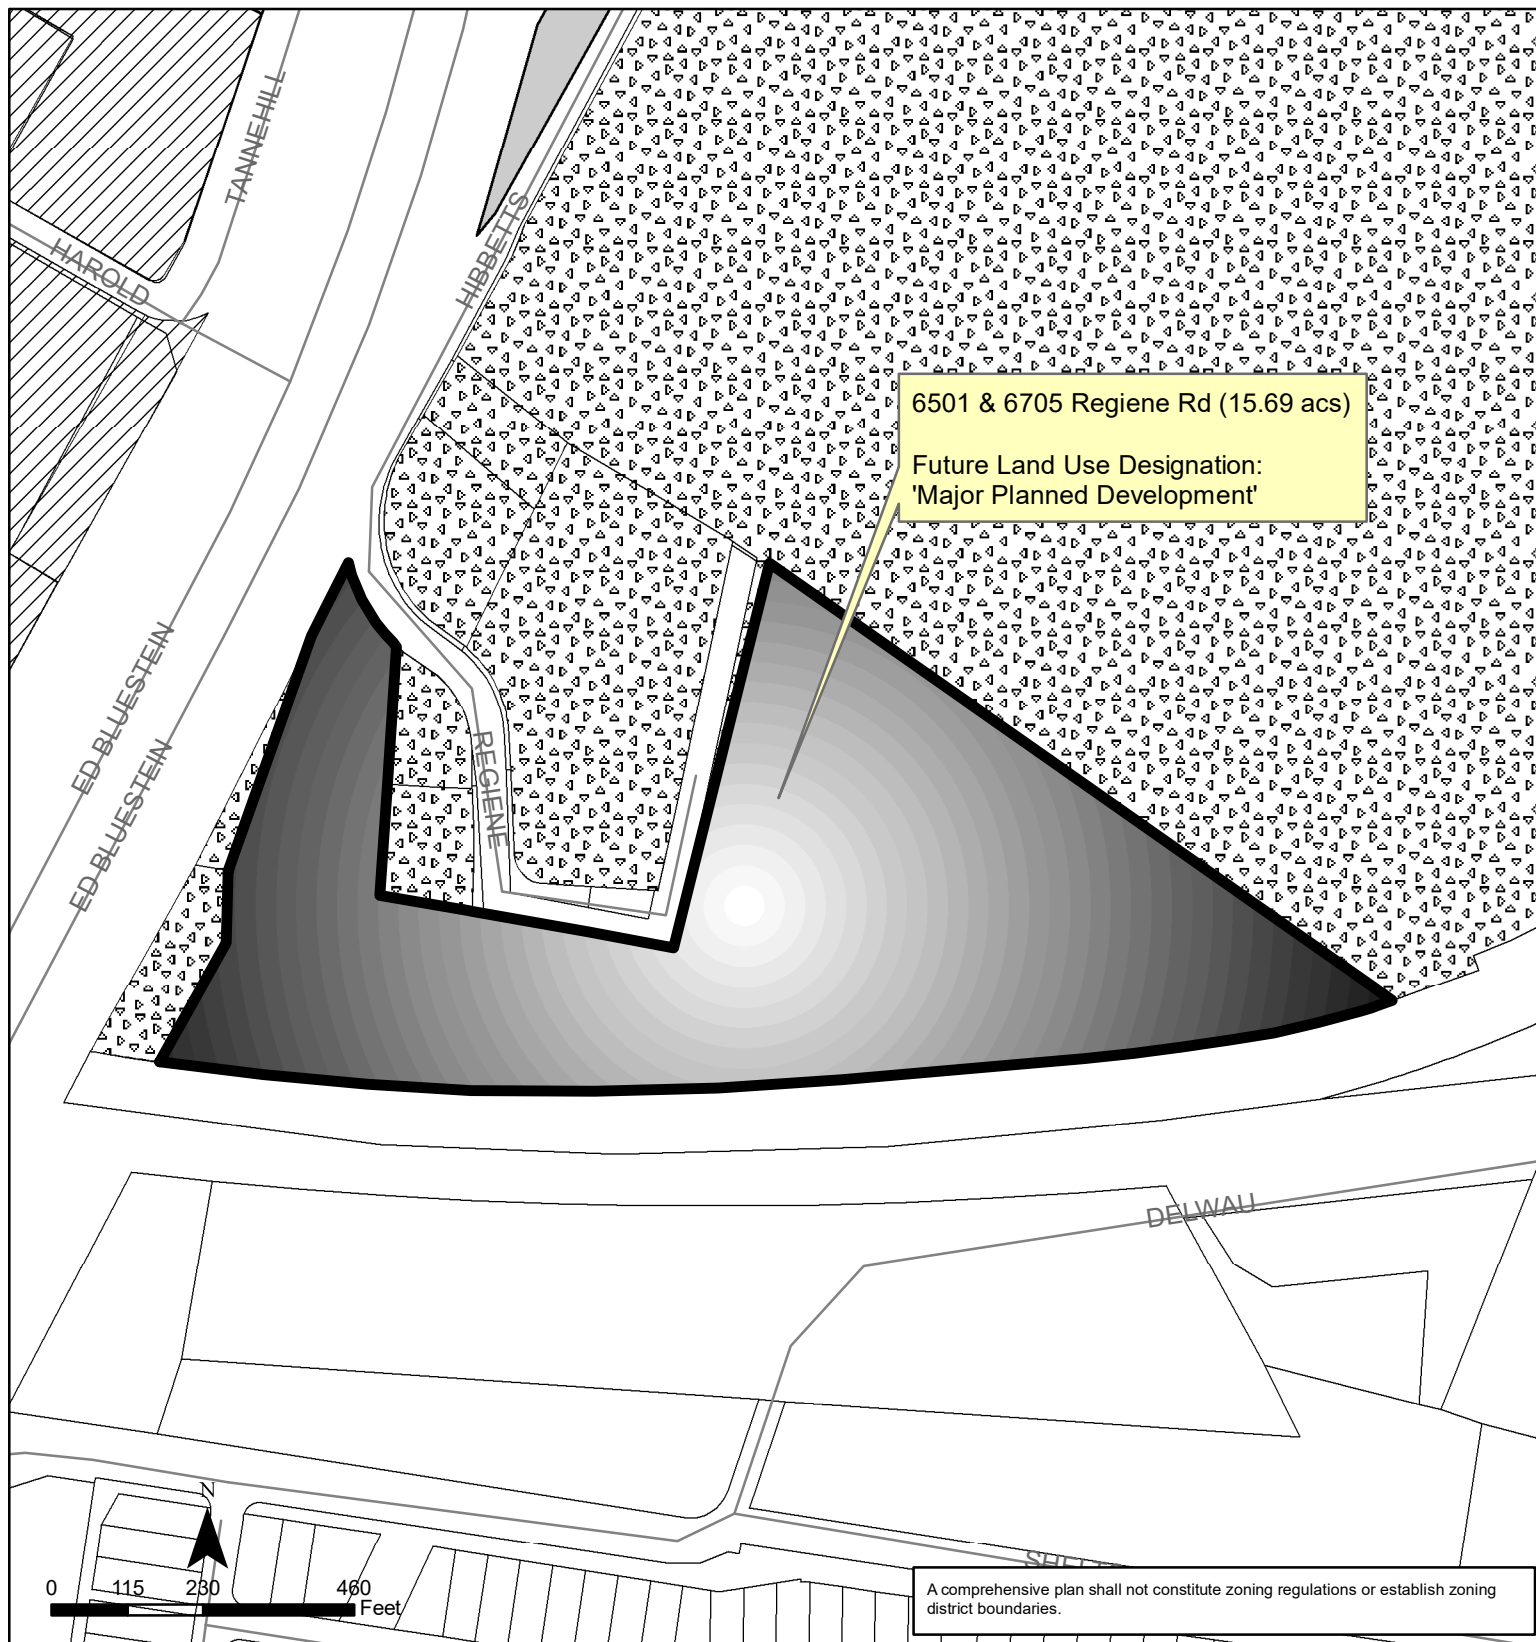 TANNEHILL
HAROLD
HIBBETTS
6501 & 6705 Regiene Rd (15.69 acs)
Future Land Use Designation:
'Major Planned Development'
ED BLUESTEIN
ED BLUESTEIN
REGIENE
DELWAU
N
0 115 230 460
Feet
A comprehensive plan shall not constitute zoning regulations or establish zoning
district boundaries.